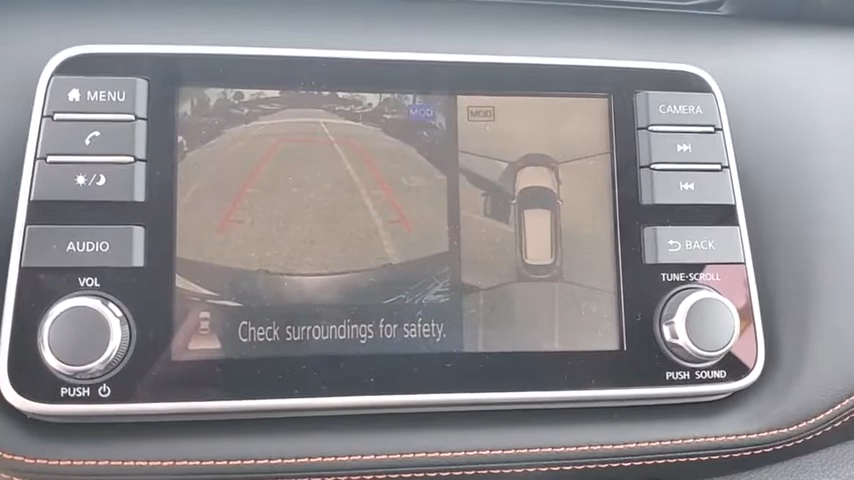 MENU
AUDIO
VOL
PUSH
MOD
MOD
Check surroundings for safety.
CAMERA
BACK
TUNE·SCROLL
PUSH SOUND